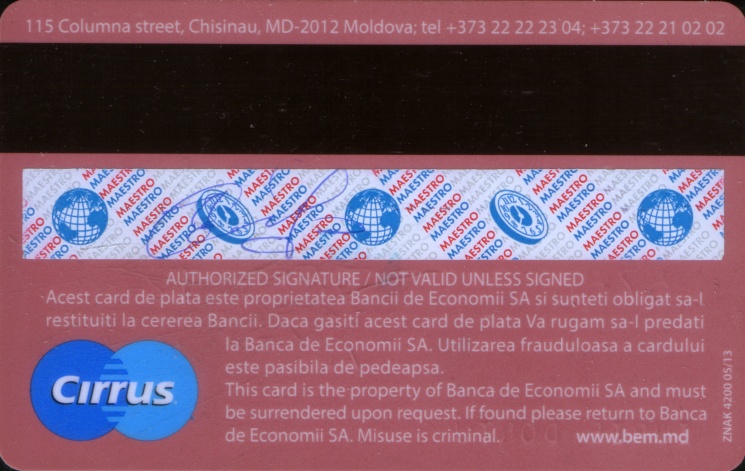 115 Columna street, Chisinau, MD-2012 Moldova; tel +373 22 22 23 04; +373 22 21 02 02
MAESTRO MAESTRO MAESTRO MAESTRO MAESTRO
AUTHORIZED SIGNATURE / NOT VALID UNLESS SIGNED
Acest card de plata este proprietatea Bancii de Economii SA si sunteti obligat sa-l
restituiti la cererea Bancii. Daca gasiti acest card de plata Va rugam sa-l predati
la Banca de Economii SA. Utilizarea frauduloasa a cardului
este pasibila de pedeapsa.
This card is the property of Banca de Economii SA and must
be surrendered upon request. If found please return to Banca
de Economii SA. Misuse is criminal. www.bem.md
Cirrus
ZNAK 4200 05/13